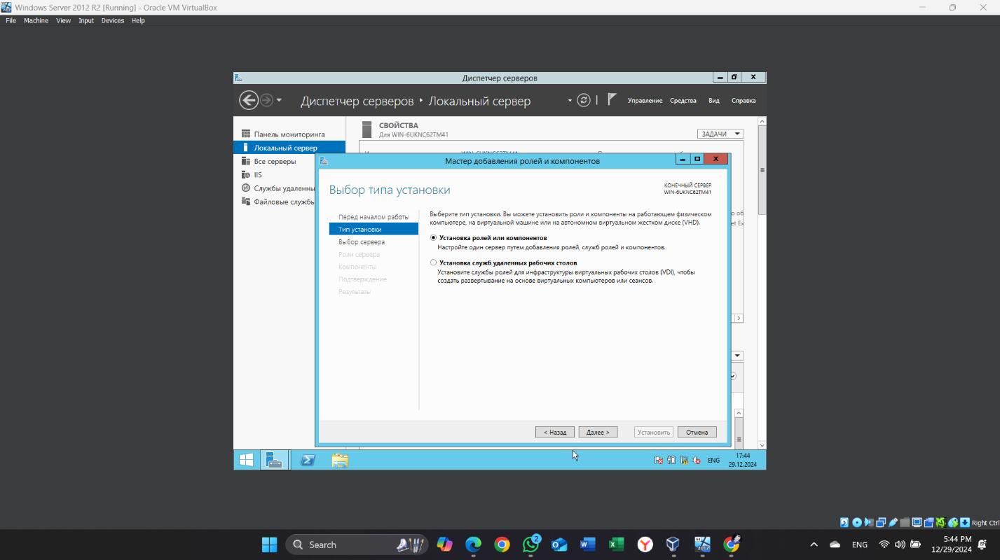 Windows Server 2012 R2 [Running] - Oracle VM VirtualBox
File Machine View Input Devices Help
Диспетчер серверов
Диспетчер серверов ‣ Локальный сервер
Управление Средства Вид Справка
Панель мониторинга
Локальный сервер
Все серверы
IIS
Службы удаленны
Файловые службы
СВОЙСТВА
Для WIN-6UKNC62TM41
ЗАДАЧИ
Мастер добавления ролей и компонентов
Выбор типа установки
КОНЕЧНЫЙ СЕРВЕР
WIN-6UKNC62TM41
Перед началом работы
Тип установки
Выбор сервера
Роли сервера
Компоненты
Подтверждение
Результаты
Выберите тип установки. Вы можете установить роли и компоненты на работающем физическом
компьютере, на виртуальной машине или на автономном виртуальном жестком диске (VHD).
Установка ролей или компонентов
Настройте один сервер путем добавления ролей, служб ролей и компонентов.
Установка служб удаленных рабочих столов
Установите службы ролей для инфраструктуры виртуальных рабочих столов (VDI), чтобы
создать развертывание на основе виртуальных компьютеров или сеансов.
о об
et Ex
< Назад Далее > Установить Отмена
ENG
17:44
29.12.2024
Right Ctrl
Search
2
2012
ENG
5:44 PM
12/29/2024